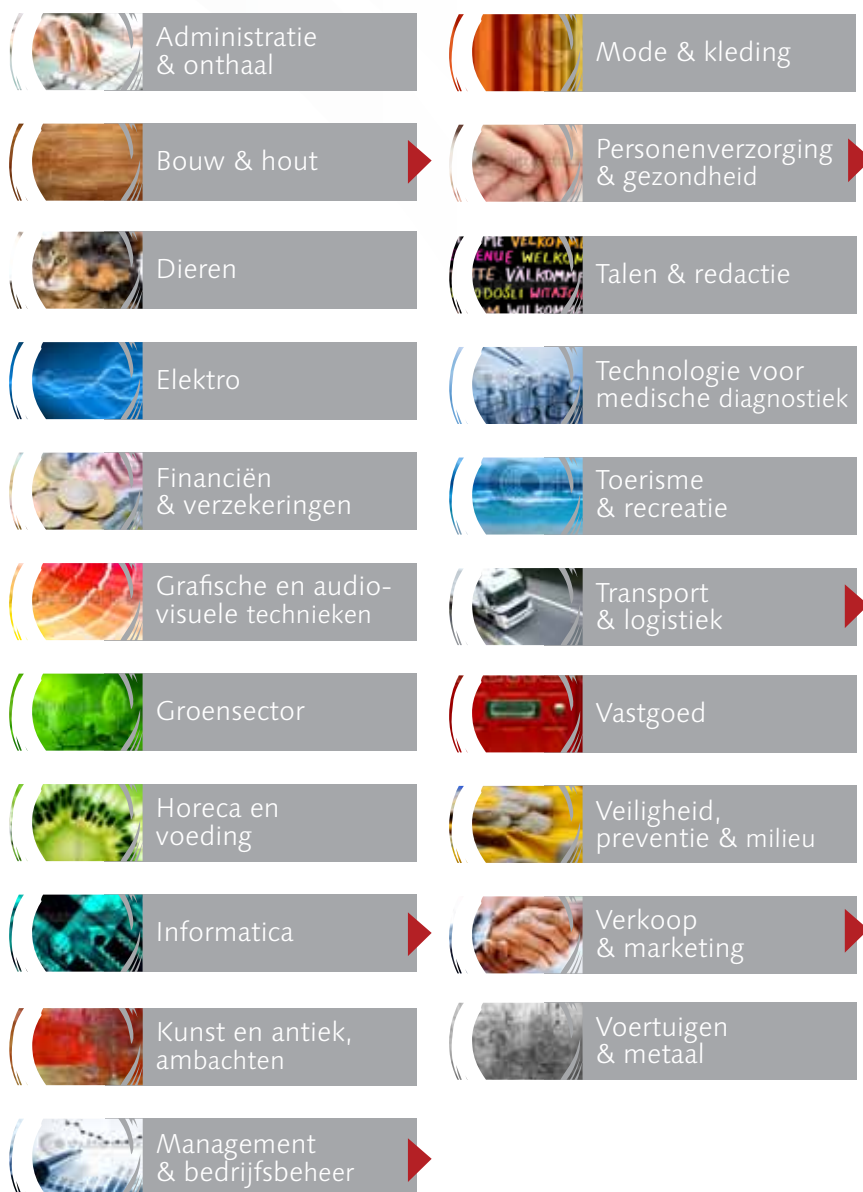 Administratie
& onthaal
Bouw & hout
Dieren
Elektro
Financiën
& verzekeringen
Grafische en audio-
visuele technieken
Groensector
Horeca en
voeding
Informatica
Kunst en antiek,
ambachten
Management
& bedrijfsbeheer
Mode & kleding
Personenverzorging
& gezondheid
Talen & redactie
Technologie voor
medische diagnostiek
Toerisme
& recreatie
Transport
& logistiek
Vastgoed
Veiligheid,
preventie & milieu
Verkoop
& marketing
Voertuigen
& metaal